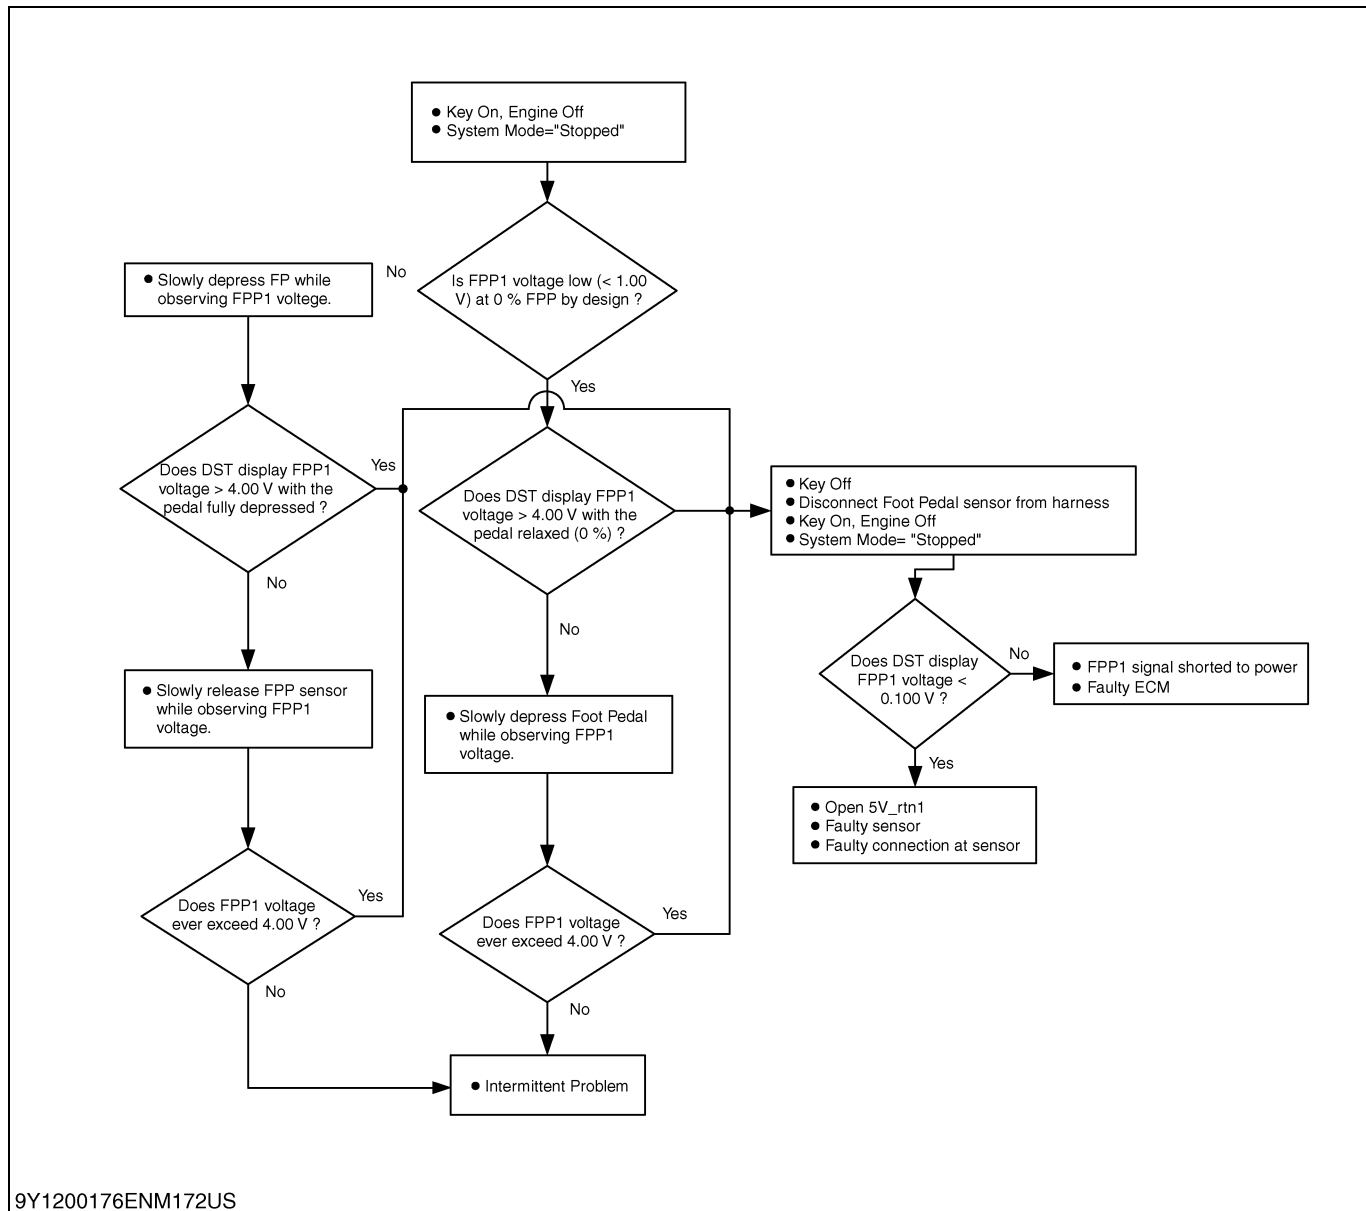 ● Key On, Engine Off
● System Mode="Stopped"
Is FPP1 voltage low (< 1.00
V) at 0 % FPP by design ?
No
Yes
● Slowly depress FP while
observing FPP1 voltege.
Does DST display FPP1
voltage > 4.00 V with the
pedal fully depressed ?
Yes
No
● Slowly release FPP sensor
while observing FPP1
voltage.
Does FPP1 voltage
ever exceed 4.00 V ?
Yes
No
Does DST display FPP1
voltage > 4.00 V with the
pedal relaxed (0 %) ?
No
● Slowly depress Foot Pedal
while observing FPP1
voltage.
Does FPP1 voltage
ever exceed 4.00 V ?
Yes
No
● Intermittent Problem
● Key Off
● Disconnect Foot Pedal sensor from harness
● Key On, Engine Off
● System Mode= "Stopped"
Does DST display
FPP1 voltage <
0.100 V ?
No
● FPP1 signal shorted to power
● Faulty ECM
Yes
● Open 5V_rtn1
● Faulty sensor
● Faulty connection at sensor
9Y1200176ENM172US